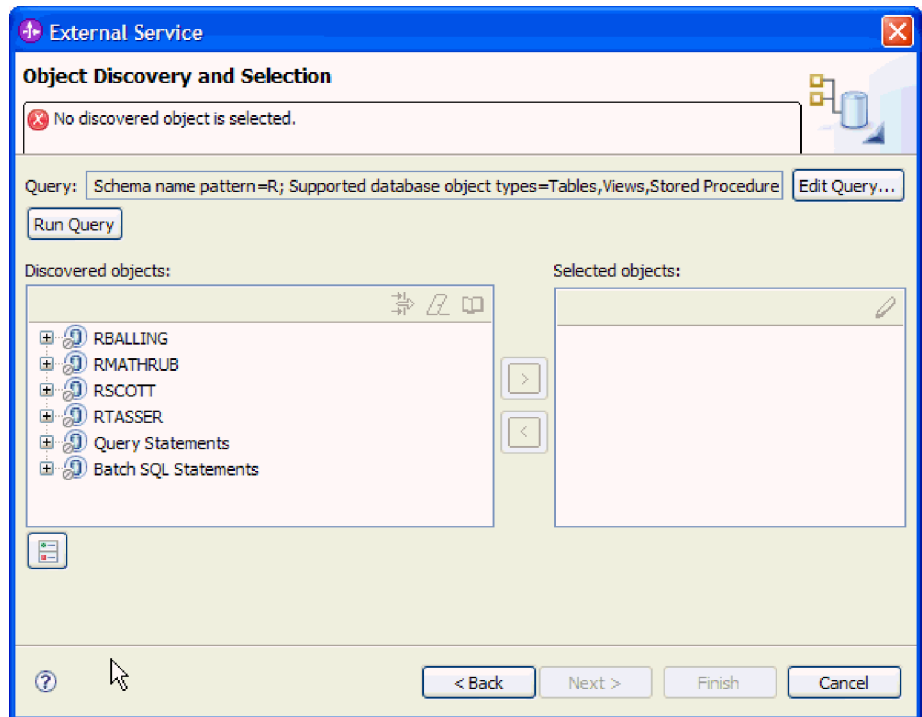 External Service
Object Discovery and Selection
No discovered object is selected.
Query: Schema name pattern=R; Supported database object types=Tables,Views,Stored Procedure Edit Query...
Run Query
Discovered objects: Selected objects:
RBALLING
RMATHRUB
RSCOTT
RTASSER
Query Statements
Batch SQL Statements
>
<
? < Back Next > Finish Cancel